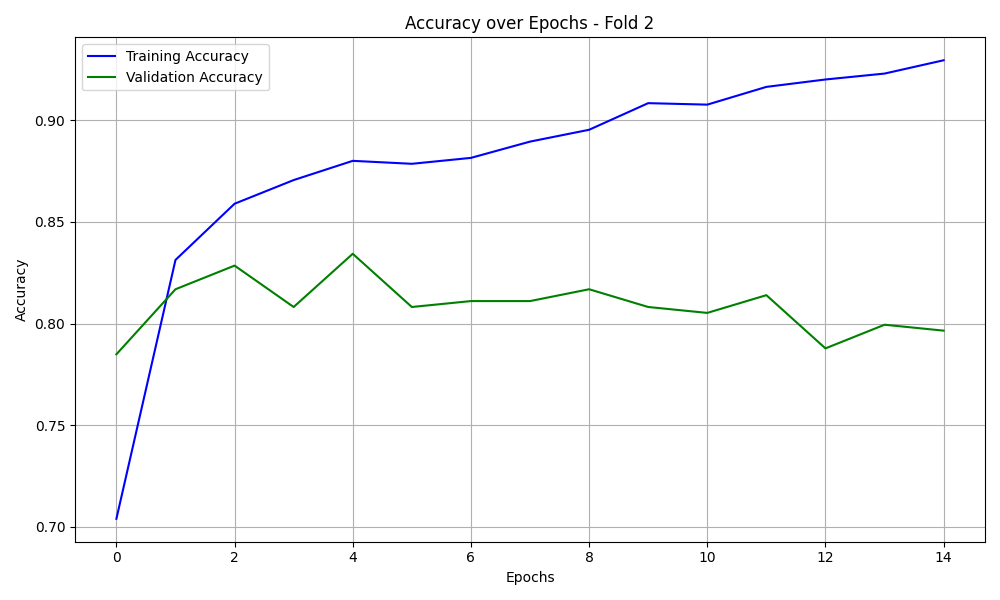 Accuracy over Epochs - Fold 2
Training Accuracy
Validation Accuracy
Accuracy
0.90
0.85
0.80
0.75
0.70
0 2 4 6 8 10 12 14
Epochs